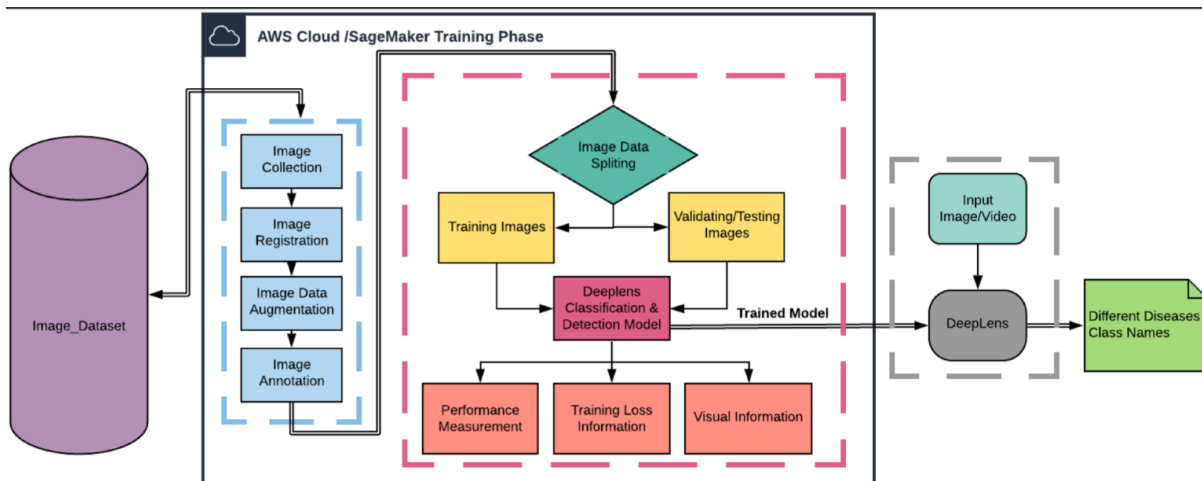 AWS Cloud /SageMaker Training Phase
Image_Dataset
Image
Collection
Image
Registration
Image Data
Augmentation
Image
Annotation
Image Data
Spliting
Training Images
Validating/Testing
Images
Deeplens
Classification &
Detection Model
Trained Model
Performance
Measurement
Training Loss
Information
Visual Information
Input
Image/Video
DeepLens
Different Diseases
Class Names